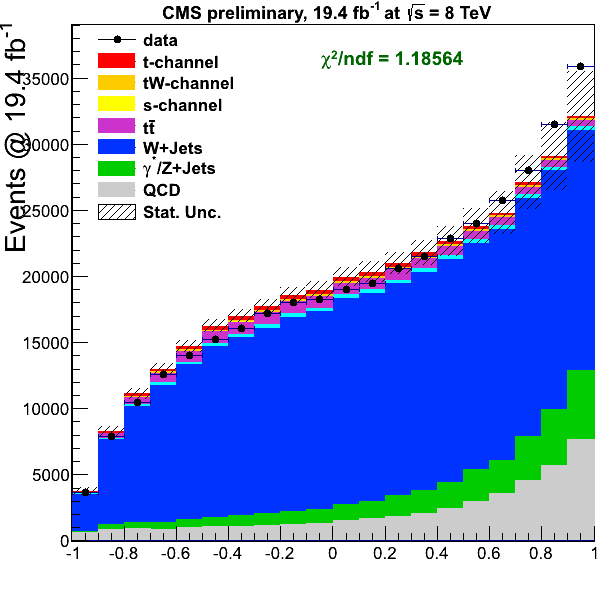 CMS preliminary, 19.4 fb⁻¹ at √s = 8 TeV
Events @ 19.4 fb⁻¹
data
t-channel
tW-channel
s-channel
tt̄
W+Jets
γ*/Z+Jets
QCD
Stat. Unc.
χ²/ndf = 1.18564
35000
30000
25000
20000
15000
10000
5000
0
-1 -0.8 -0.6 -0.4 -0.2 0 0.2 0.4 0.6 0.8 1